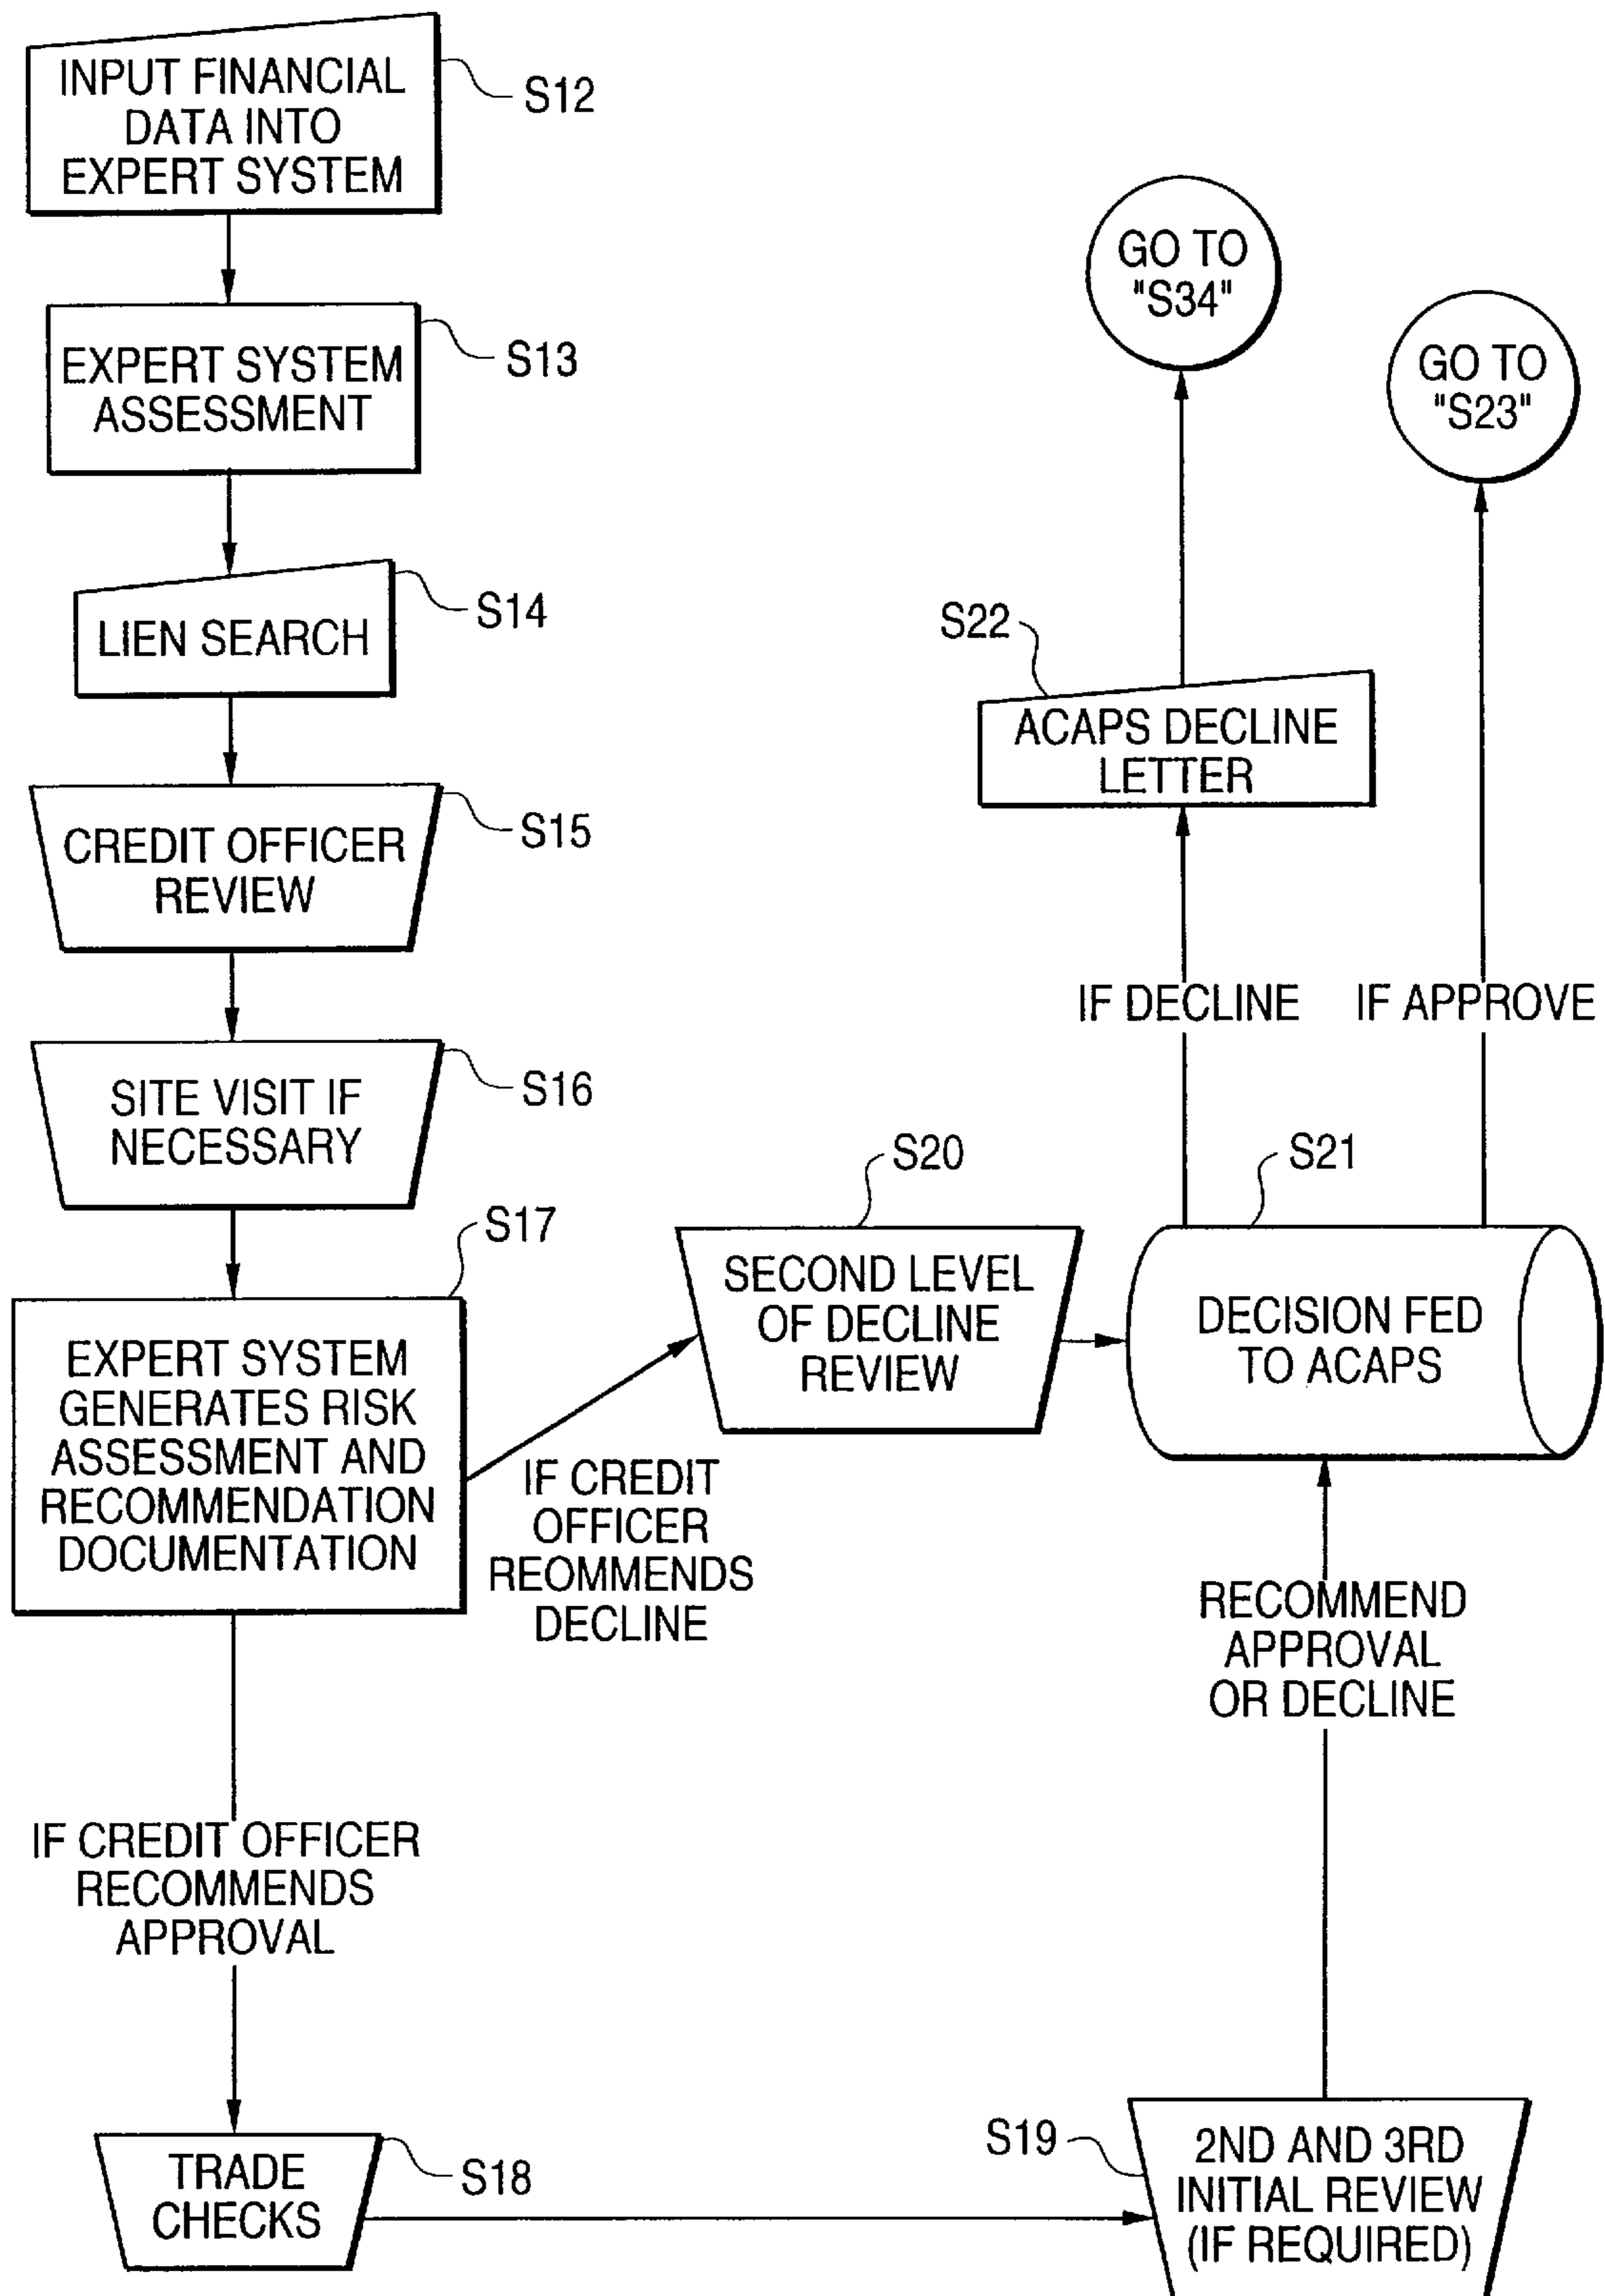 INPUT FINANCIAL
DATA INTO
EXPERT SYSTEM
S12
EXPERT SYSTEM
ASSESSMENT
S13
LIEN SEARCH
S14
CREDIT OFFICER
REVIEW
S15
SITE VISIT IF
NECESSARY
S16
EXPERT SYSTEM
GENERATES RISK
ASSESSMENT AND
RECOMMENDATION
DOCUMENTATION
S17
IF CREDIT OFFICER
RECOMMENDS
APPROVAL
TRADE
CHECKS
S18
2ND AND 3RD
INITIAL REVIEW
(IF REQUIRED)
S19
RECOMMEND
APPROVAL
OR DECLINE
IF CREDIT
OFFICER
REOMMENDS
DECLINE
SECOND LEVEL
OF DECLINE
REVIEW
S20
DECISION FED
TO ACAPS
S21
IF DECLINE
IF APPROVE
ACAPS DECLINE
LETTER
S22
GO TO
"S34"
GO TO
"S23"